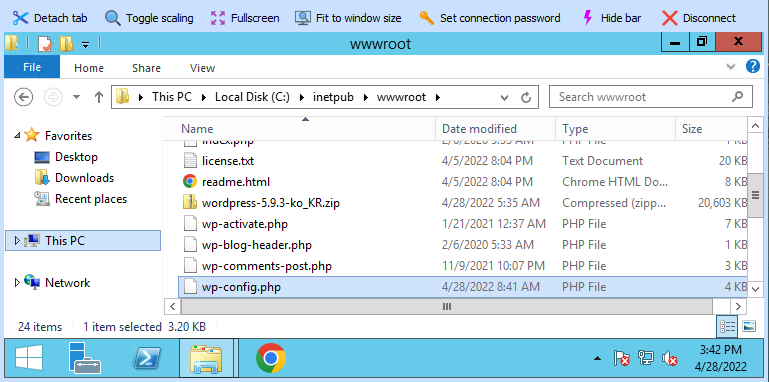 Detach tab Toggle scaling Fullscreen Fit to window size Set connection password Hide bar Disconnect
wwwroot
File Home Share View
This PC Local Disk (C:) inetpub wwwroot Search wwwroot
Name Date modified Type Size
Favorites
Desktop
Downloads
Recent places
This PC
Network
index.php 2/6/2020 5:33 AM PHP File 1 KB
license.txt 4/5/2022 8:04 PM Text Document 20 KB
readme.html 4/5/2022 8:04 PM Chrome HTML Do... 8 KB
wordpress-5.9.3-ko_KR.zip 4/28/2022 5:35 AM Compressed (zipp... 20,603 KB
wp-activate.php 1/21/2021 12:37 AM PHP File 7 KB
wp-blog-header.php 2/6/2020 5:33 AM PHP File 1 KB
wp-comments-post.php 11/9/2021 10:07 PM PHP File 3 KB
wp-config.php 4/28/2022 8:41 AM PHP File 4 KB
24 items 1 item selected 3.20 KB
3:42 PM
4/28/2022